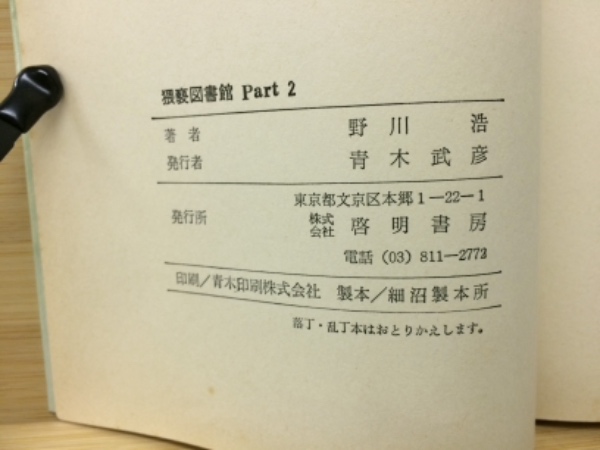 猥褻図書館 Part 2
著者 野川 浩
発行者 青木武彦
東京都文京区本郷1—22—1
発行所 株式会社 啓明書房
電話 (03) 811—2772
印刷/青木印刷株式会社 製本/細沼製本所
落丁・乱丁本はおとりかえします。